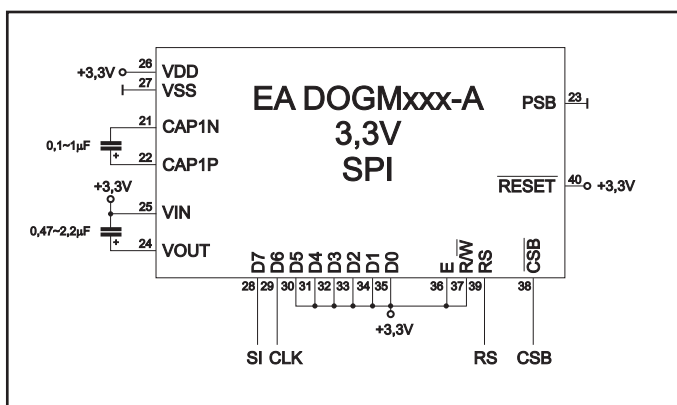 EA DOGMxxx-A
3,3V
SPI
+3,3V
26
VDD
27
VSS
21
CAP1N
0,1~1µF
+
22
CAP1P
+3,3V
25
VIN
0,47~2,2µF
+
24
VOUT
PSB
23
RESET
40
+3,3V
D7
D6
D5
D4
D3
D2
D1
D0
E
R/W
RS
CSB
28
29
30
31
32
33
34
35
36
37
39
38
+3,3V
SI
CLK
RS
CSB